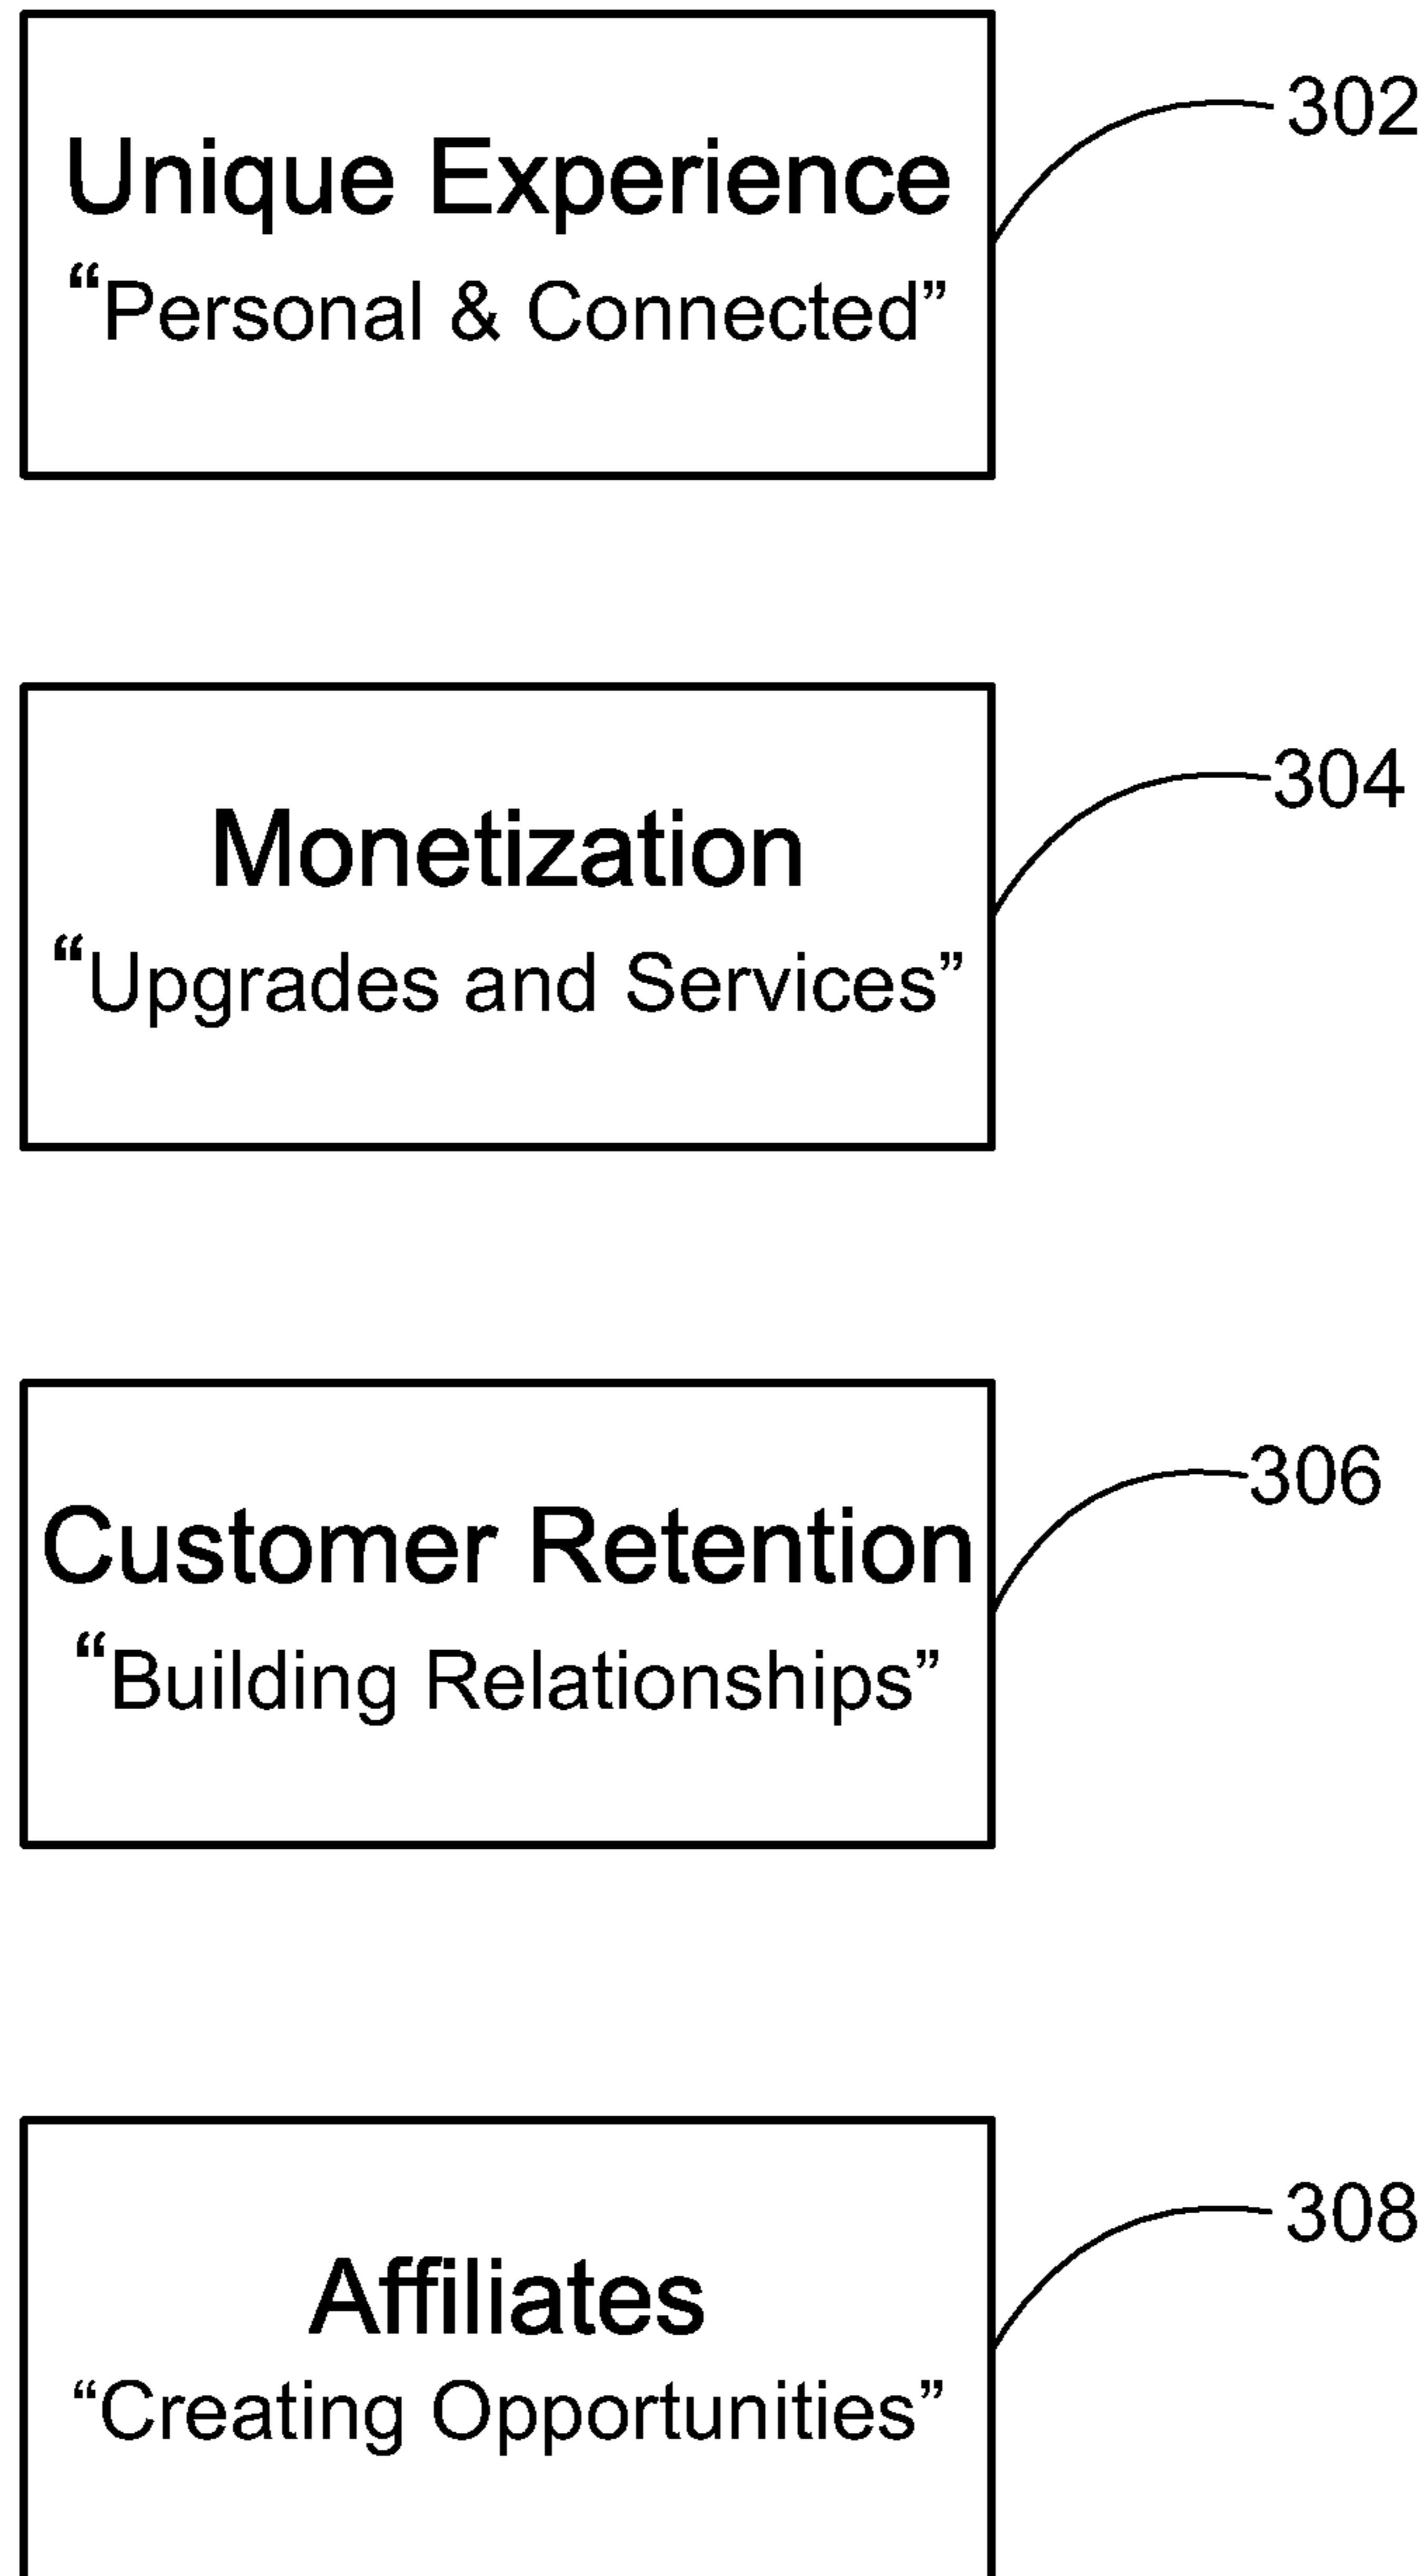 Unique Experience
“Personal & Connected”
302
Monetization
“Upgrades and Services”
304
Customer Retention
“Building Relationships”
306
Affiliates
“Creating Opportunities”
308